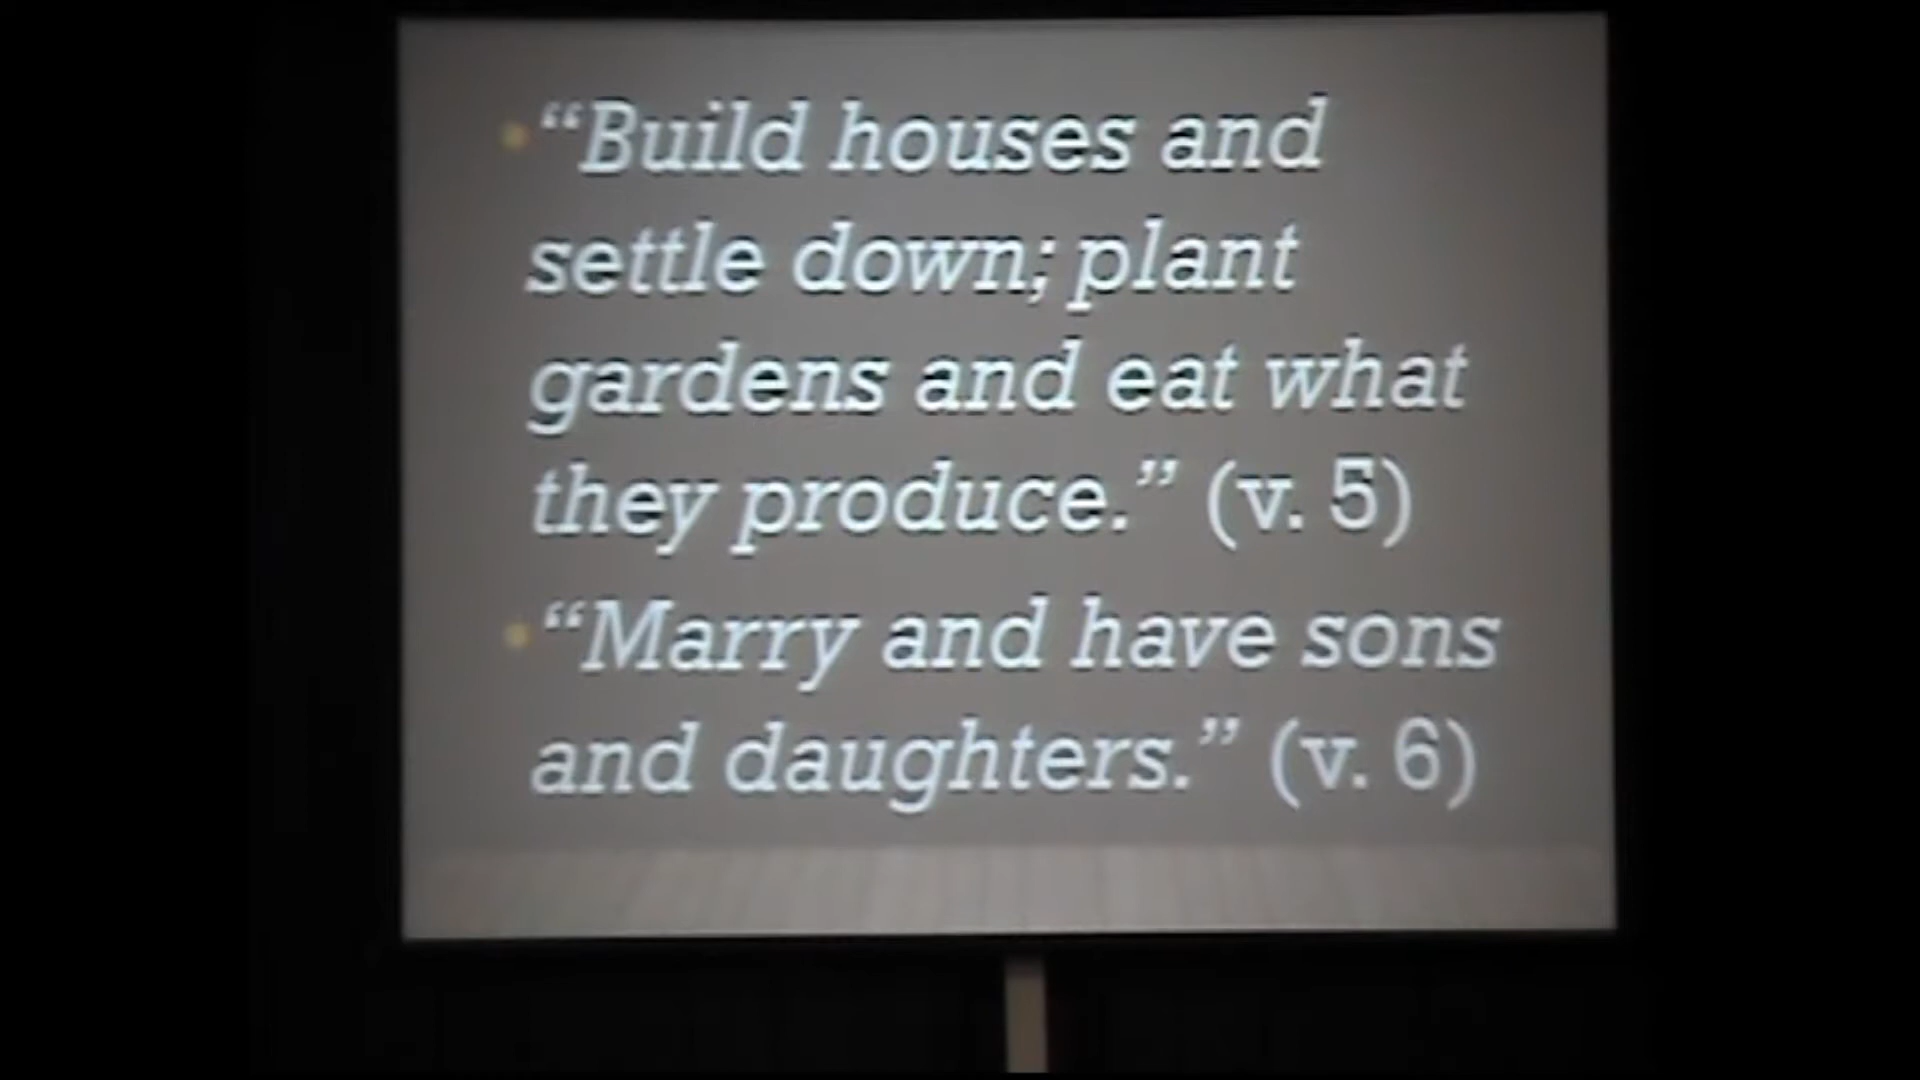 • “Build houses and
settle down; plant
gardens and eat what
they produce.” (v. 5)
• “Marry and have sons
and daughters.” (v. 6)